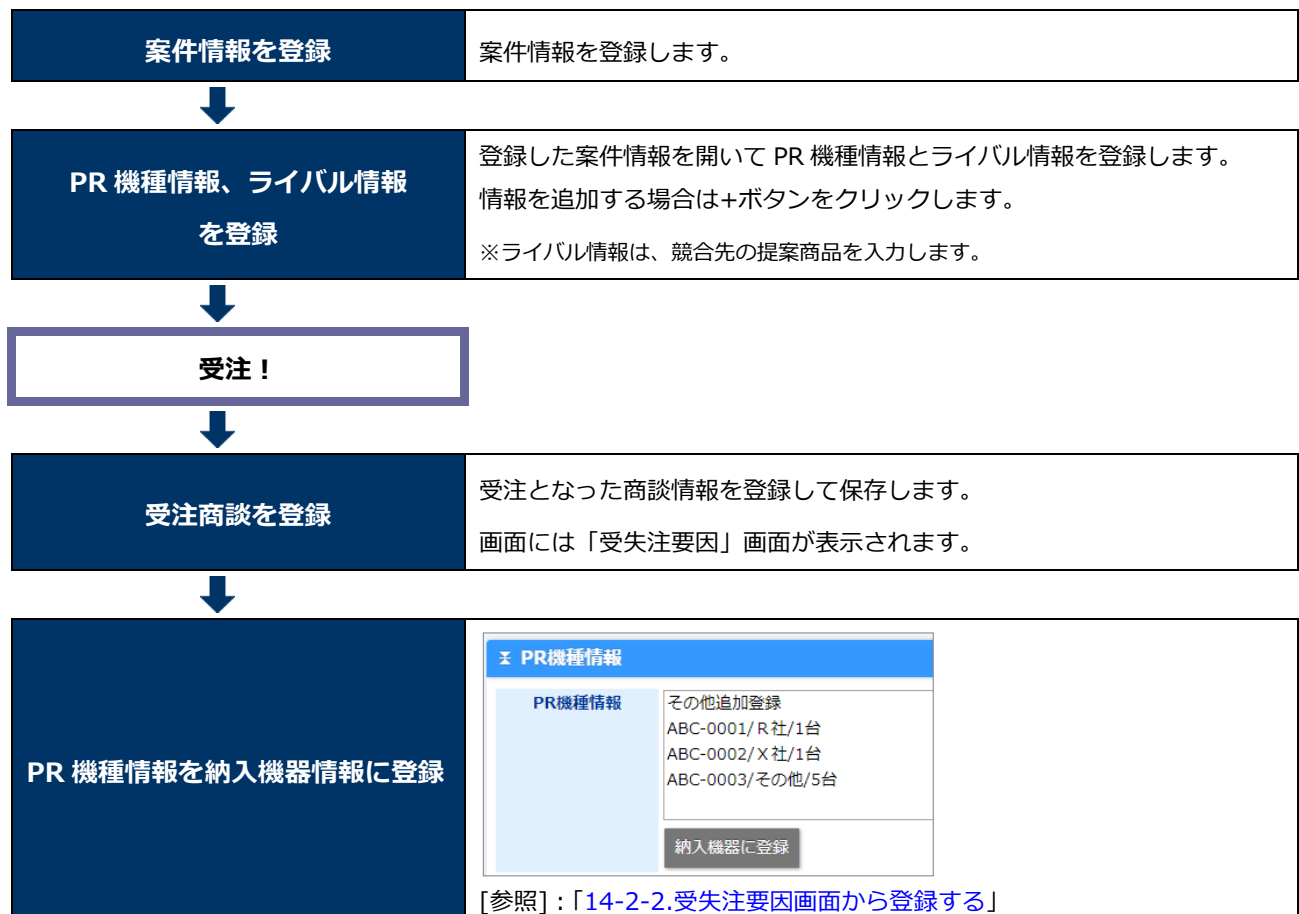 案件情報を登録
案件情報を登録します。
PR 機種情報、ライバル情報
を登録
登録した案件情報を開いて PR 機種情報とライバル情報を登録します。
情報を追加する場合は+ボタンをクリックします。
※ライバル情報は、競合先の提案商品を入力します。
受注！
受注商談を登録
受注となった商談情報を登録して保存します。
画面には「受失注要因」画面が表示されます。
PR 機種情報を納入機器情報に登録
PR機種情報
PR機種情報
その他追加登録
ABC-0001/R社/1台
ABC-0002/X社/1台
ABC-0003/その他/5台
納入機器に登録
[参照]：「14-2-2.受失注要因画面から登録する」